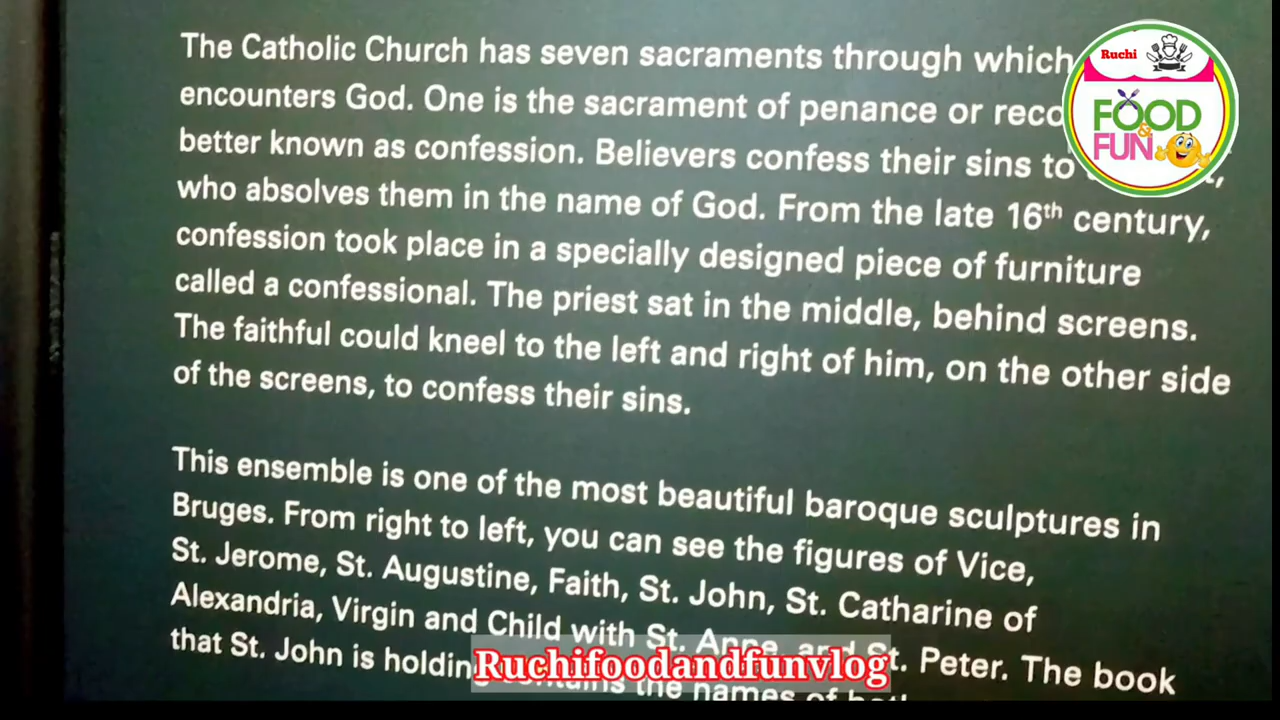 The Catholic Church has seven sacraments through which
encounters God. One is the sacrament of penance or
better known as confession. Believers confess their sins to
who absolves them in the name of God. From the late 16th century,
confession took place in a specially designed piece of furniture
called a confessional. The priest sat in the middle, behind screens.
The faithful could kneel to the left and right of him, on the other side
of the screens, to confess their sins.
This ensemble is one of the most beautiful baroque sculptures in
Bruges. From right to left, you can see the figures of Vice,
St. Jerome, St. Augustine, Faith, St. John, St. Catharine of
Alexandria, Virgin and Child with St. Anne, and St. Peter. The book
that St. John is holding contains the names of
Ruchi
FOOD
&
FUN
Ruchifoodandfunvlog